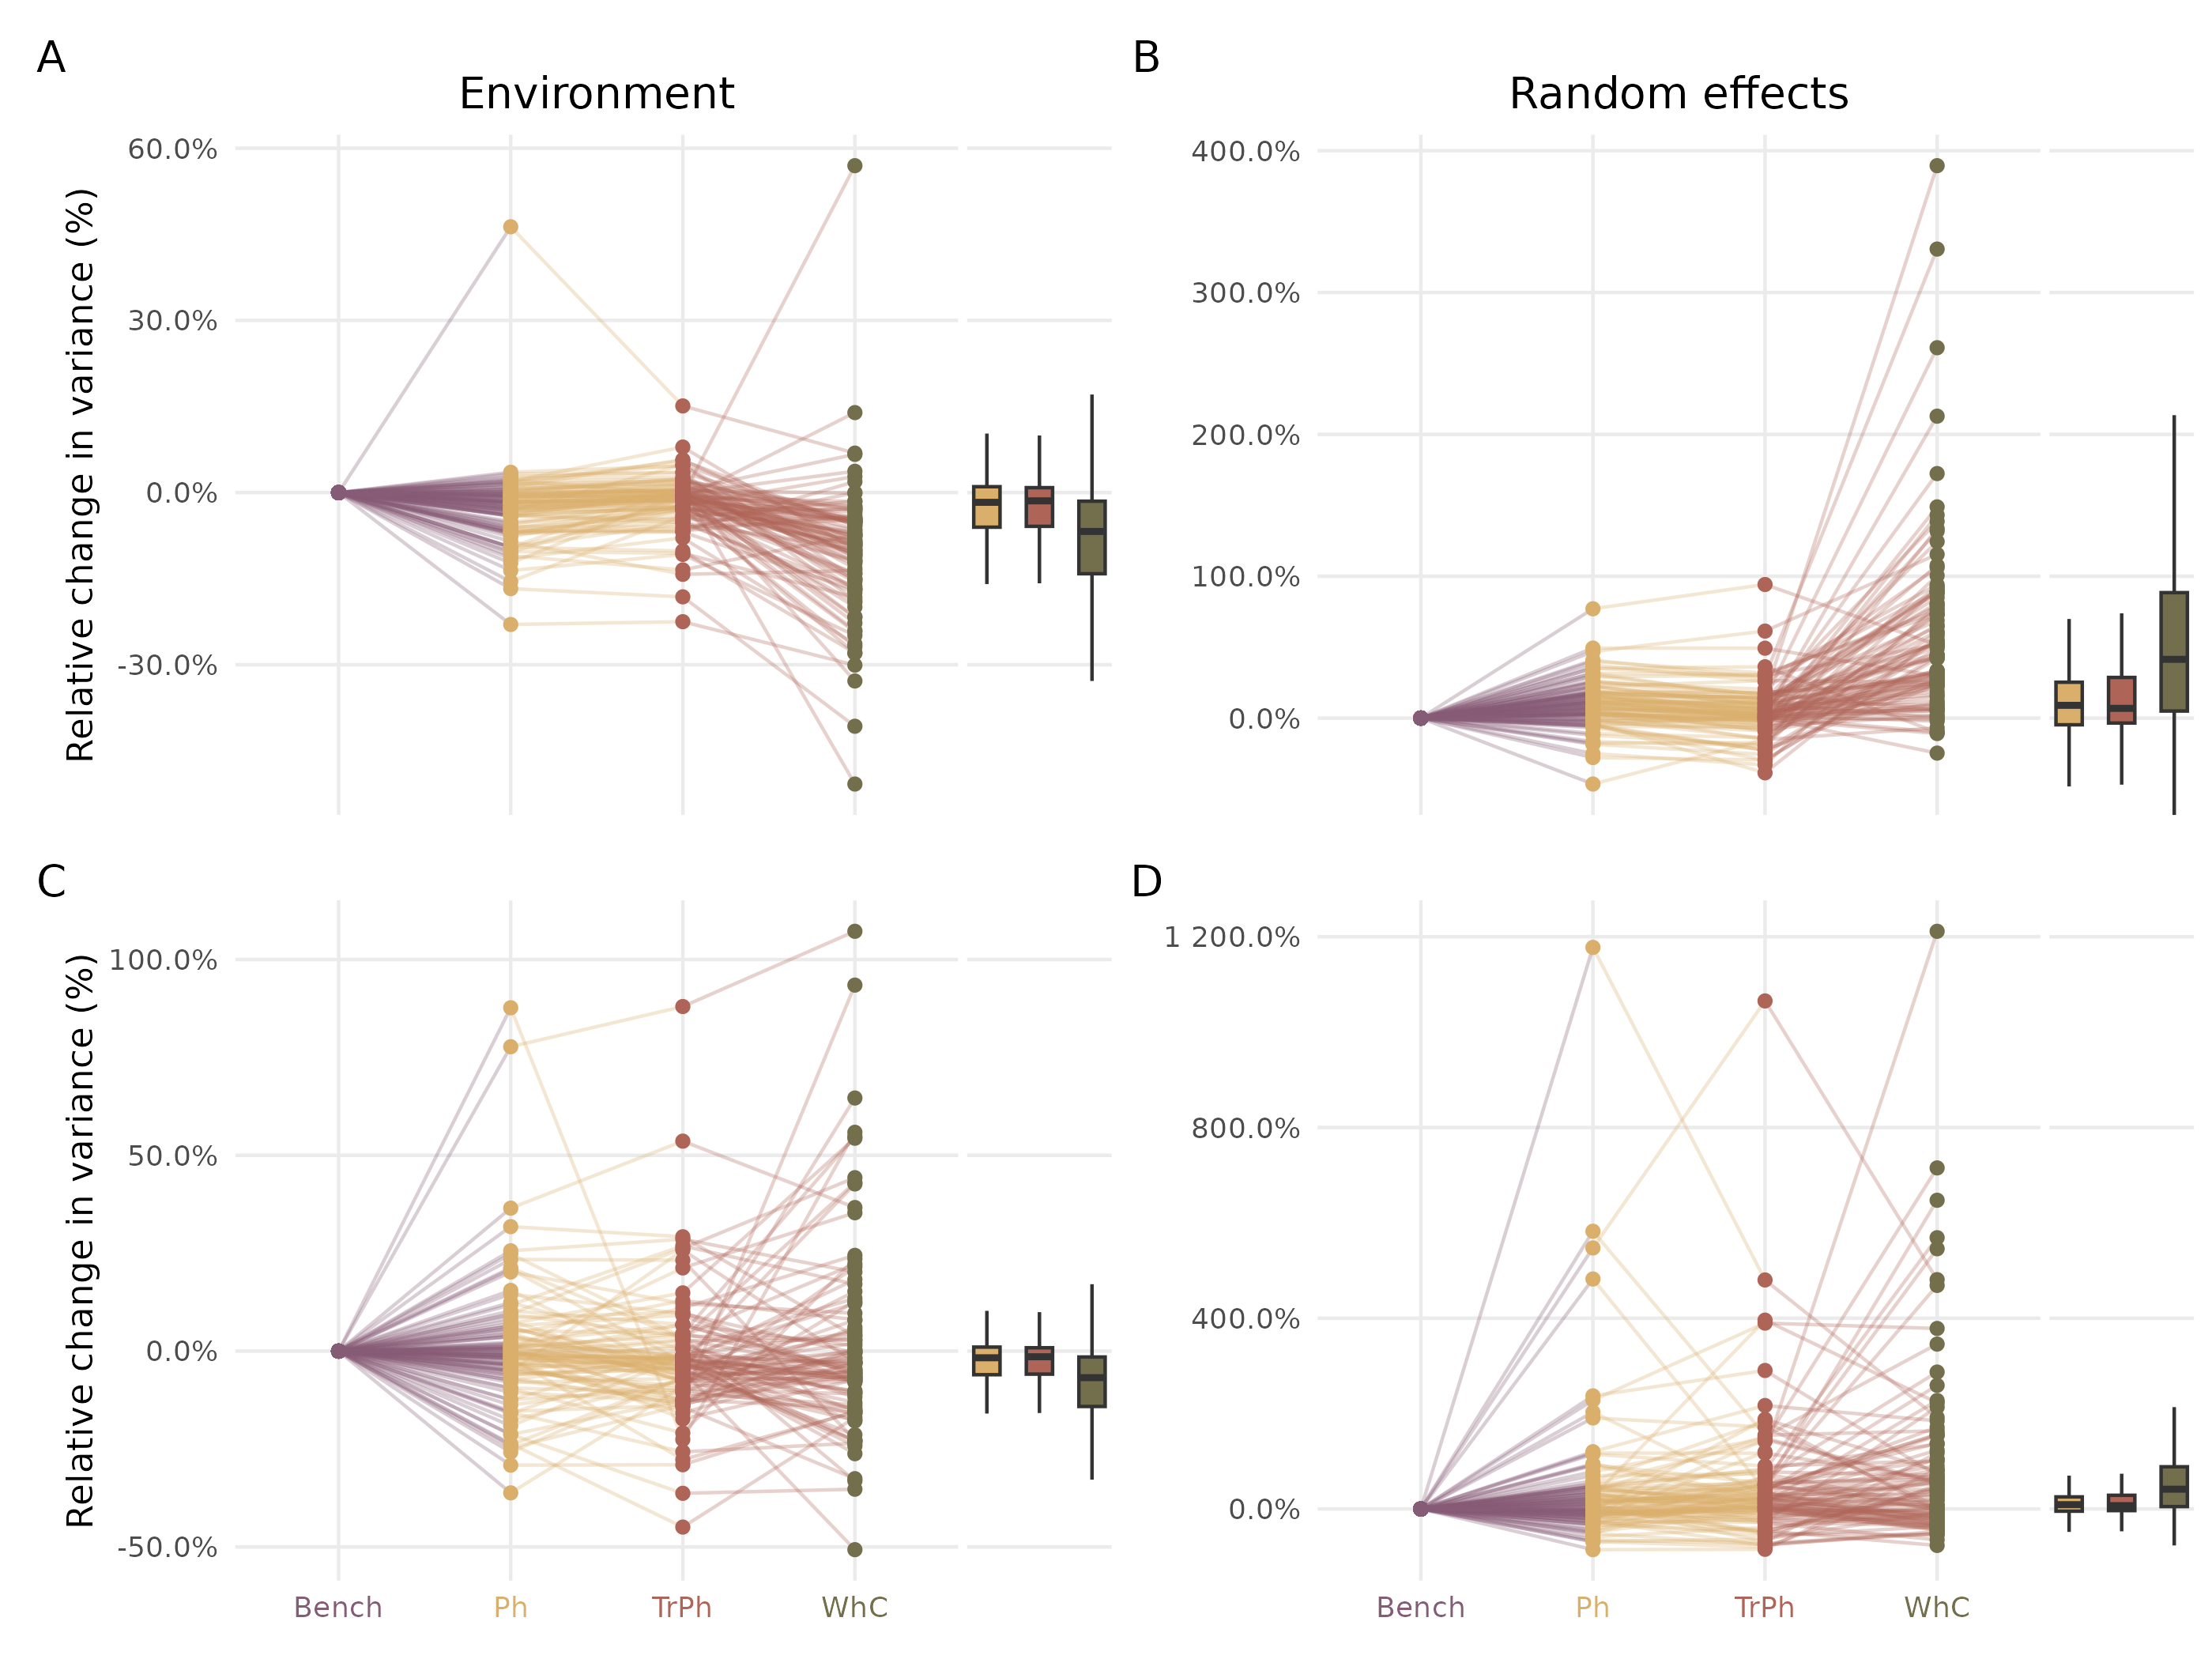 A
B
Environment
Random effects
Relative change in variance (%)
60.0%
30.0%
0.0%
-30.0%
400.0%
300.0%
200.0%
100.0%
0.0%
C
D
Relative change in variance (%)
100.0%
50.0%
0.0%
-50.0%
1 200.0%
800.0%
400.0%
0.0%
Bench Ph TrPh WhC
Bench Ph TrPh WhC